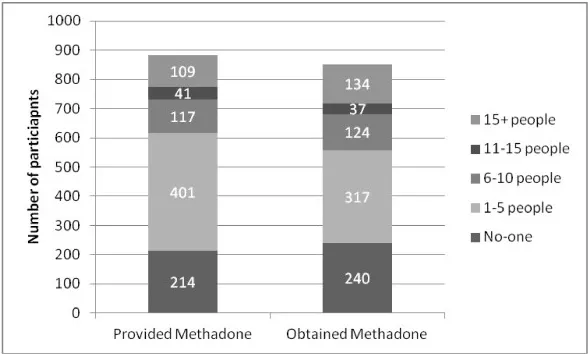 1000
900
800
700
600
500
400
300
200
100
0
Number of particiapnts
109
41
117
401
214
134
37
124
317
240
Provided Methadone
Obtained Methadone
15+ people
11-15 people
6-10 people
1-5 people
No-one